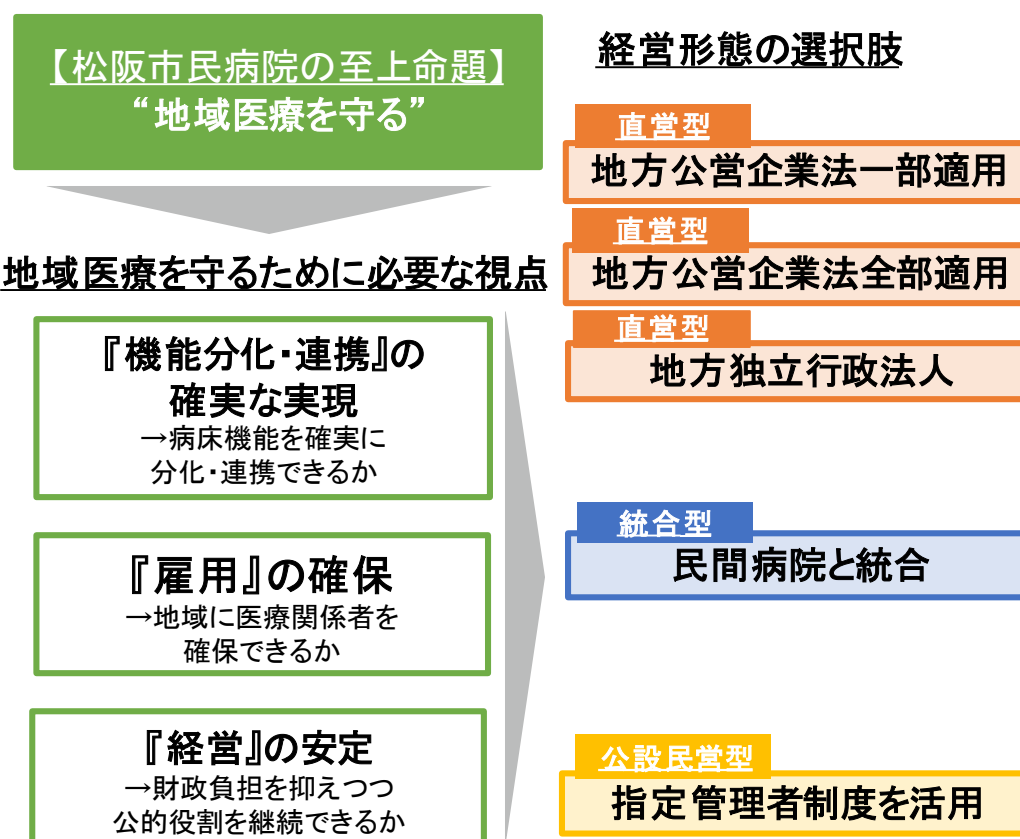 【松阪市民病院の至上命題】
“地域医療を守る”
地域医療を守るために必要な視点
『機能分化・連携』の
確実な実現
→病床機能を確実に
分化・連携できるか
『雇用』の確保
→地域に医療関係者を
確保できるか
『経営』の安定
→財政負担を抑えつつ
公的役割を継続できるか
経営形態の選択肢
直営型
地方公営企業法一部適用
直営型
地方公営企業法全部適用
直営型
地方独立行政法人
統合型
民間病院と統合
公設民営型
指定管理者制度を活用